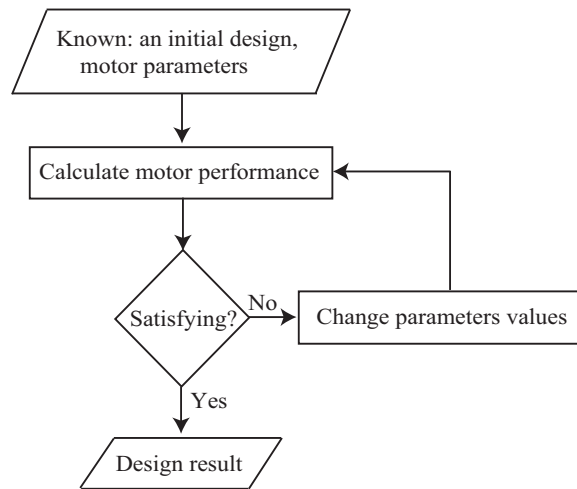 Known: an initial design,
motor parameters
Calculate motor performance
Satisfying?
No
Change parameters values
Yes
Design result